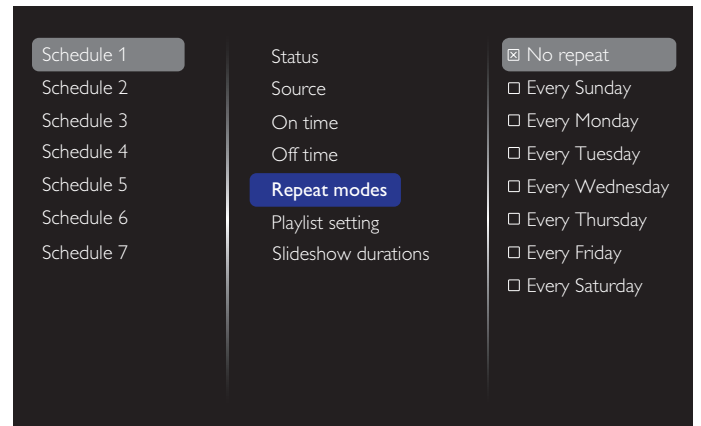 Schedule 1
Schedule 2
Schedule 3
Schedule 4
Schedule 5
Schedule 6
Schedule 7
Status
Source
On time
Off time
Repeat modes
Playlist setting
Slideshow durations
No repeat
Every Sunday
Every Monday
Every Tuesday
Every Wednesday
Every Thursday
Every Friday
Every Saturday